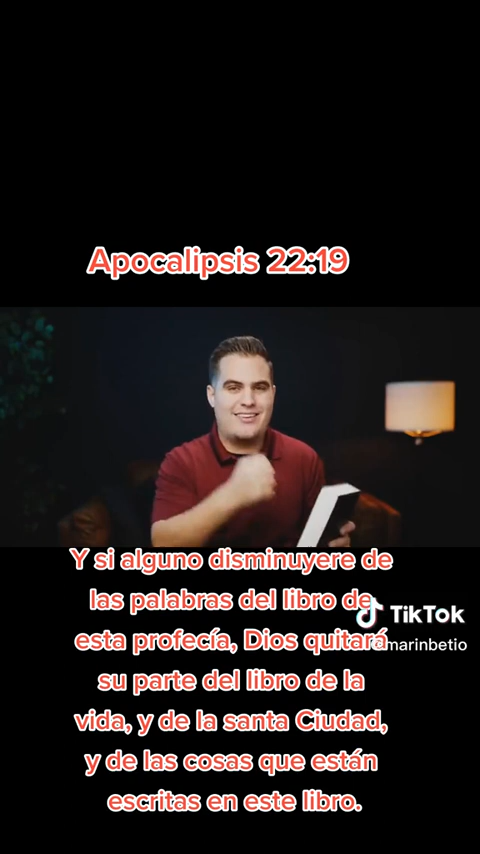 Apocalipsis 22:19
Y si alguno disminuyere de
las palabras del libro de
TikTok
esta profecía, Dios quitará
@marinbetio
su parte del libro de la
vida, y de la santa Ciudad,
y de las cosas que están
escritas en este libro.